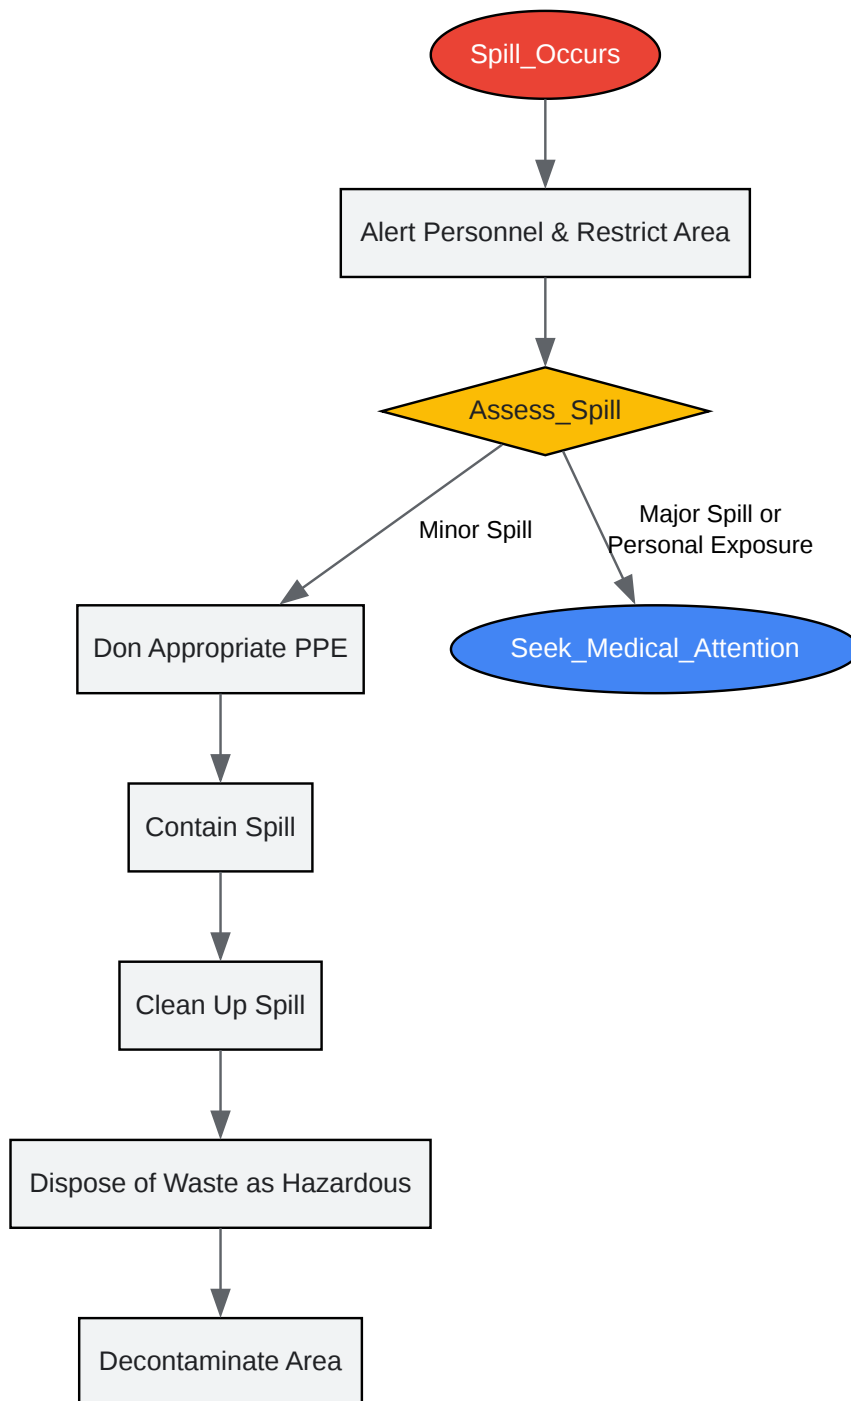 Spill_Occurs
Alert Personnel & Restrict Area
Assess_Spill
Minor Spill
Major Spill or
Personal Exposure
Don Appropriate PPE
Seek_Medical_Attention
Contain Spill
Clean Up Spill
Dispose of Waste as Hazardous
Decontaminate Area